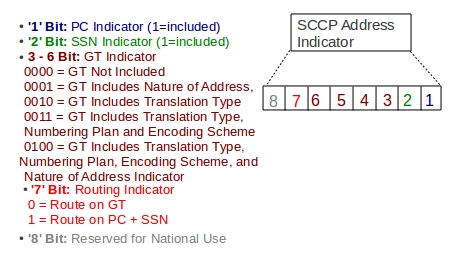 • '1' Bit: PC Indicator (1=included)
• '2' Bit: SSN Indicator (1=included)
• 3 - 6 Bit: GT Indicator
0000 = GT Not Included
0001 = GT Includes Nature of Address,
0010 = GT Includes Translation Type
0011 = GT Includes Translation Type,
Numbering Plan and Encoding Scheme
0100 = GT Includes Translation Type,
Numbering Plan, Encoding Scheme, and
Nature of Address Indicator
• '7' Bit: Routing Indicator
0 = Route on GT
1 = Route on PC + SSN
• '8' Bit: Reserved for National Use
SCCP Address
Indicator
8 7 6 5 4 3 2 1